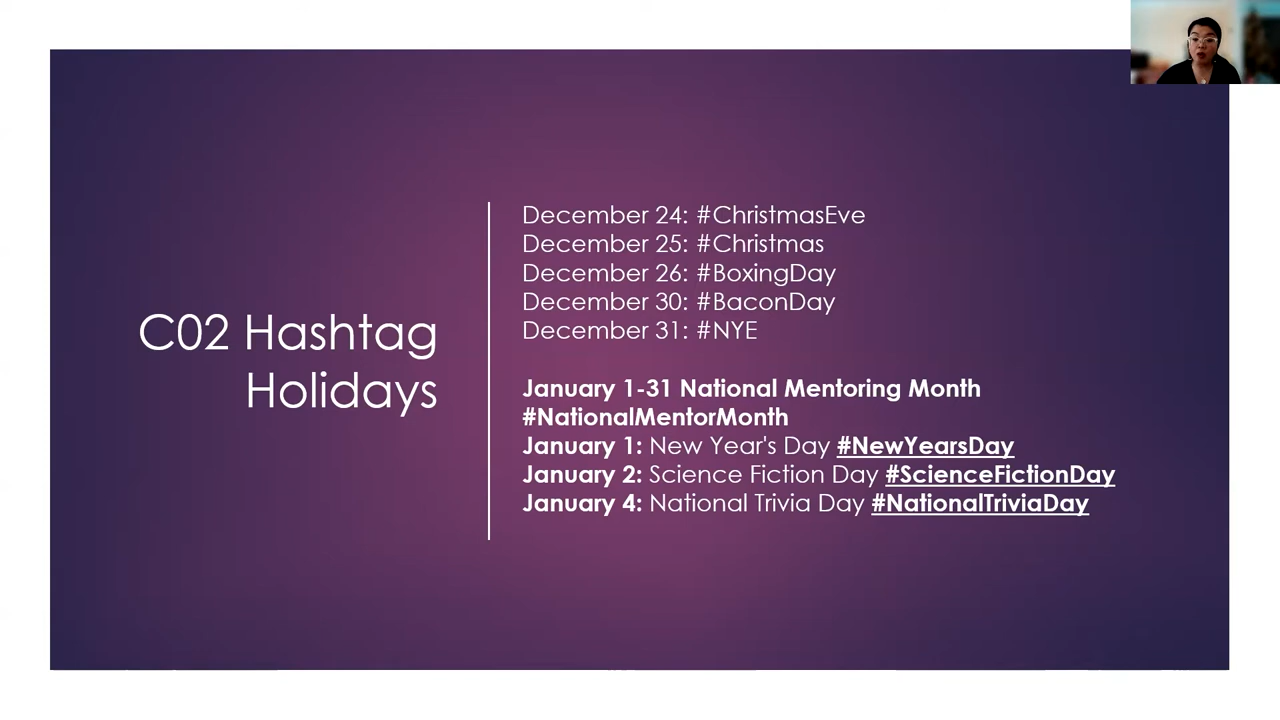 C02 Hashtag
Holidays
December 24: #ChristmasEve
December 25: #Christmas
December 26: #BoxingDay
December 30: #BaconDay
December 31: #NYE
January 1-31 National Mentoring Month
#NationalMentorMonth
January 1: New Year's Day #NewYearsDay
January 2: Science Fiction Day #ScienceFictionDay
January 4: National Trivia Day #NationalTriviaDay